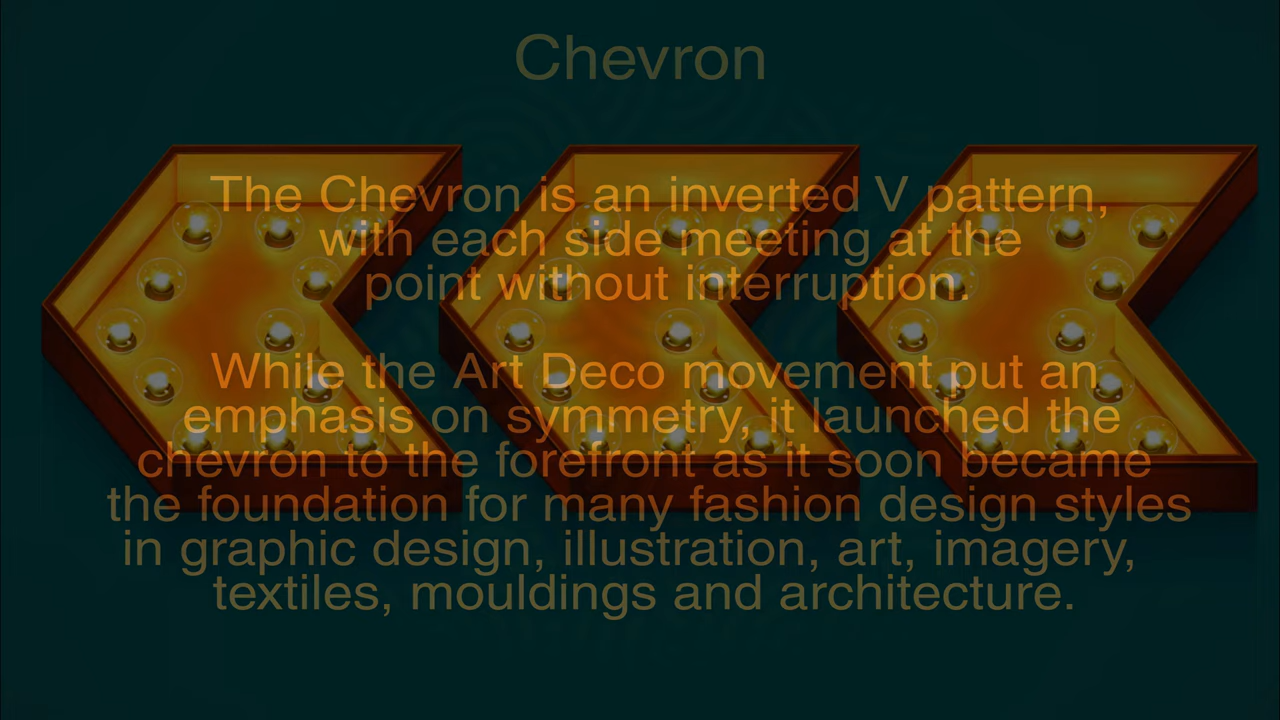 Chevron
The Chevron is an inverted V pattern,
with each side meeting at the
point without interruption.
While the Art Deco movement put an
emphasis on symmetry, it launched the
chevron to the forefront as it soon became
the foundation for many fashion design styles
in graphic design, illustration, art, imagery,
textiles, mouldings and architecture.